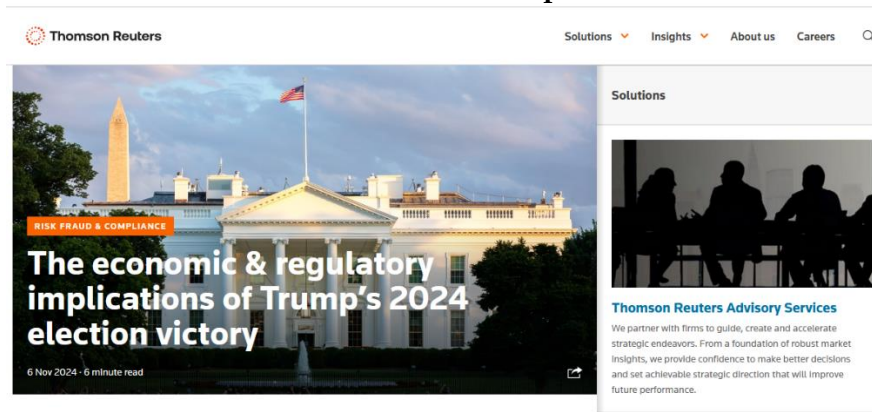 Thomson Reuters
Solutions
Insights
About us
Careers
RISK FRAUD & COMPLIANCE
The economic & regulatory
implications of Trump's 2024
election victory
6 Nov 2024 · 6 minute read
Solutions
Thomson Reuters Advisory Services
We partner with firms to guide, create and accelerate
strategic endeavors. From a foundation of robust market
insights, we provide confidence to make better decisions
and set achievable strategic direction that will improve
future performance.